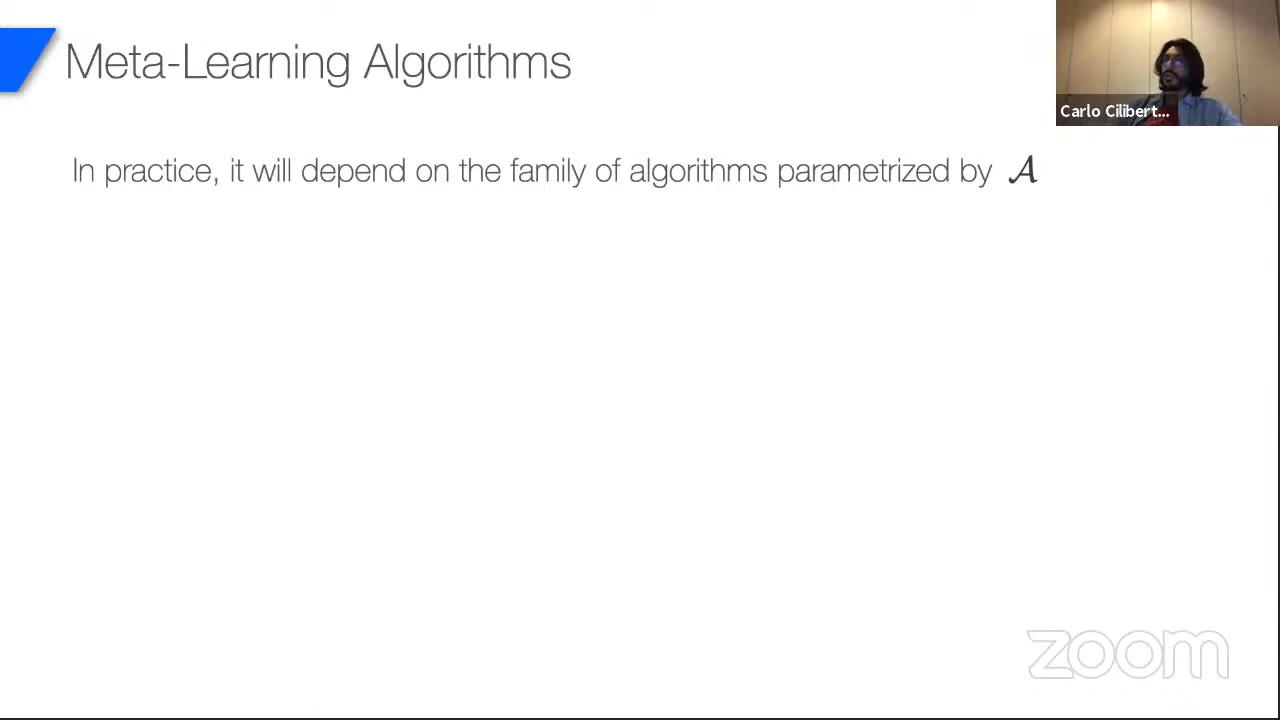 Meta-Learning Algorithms
Carlo Cilibert...
In practice, it will depend on the family of algorithms parametrized by 𝒜
zoom